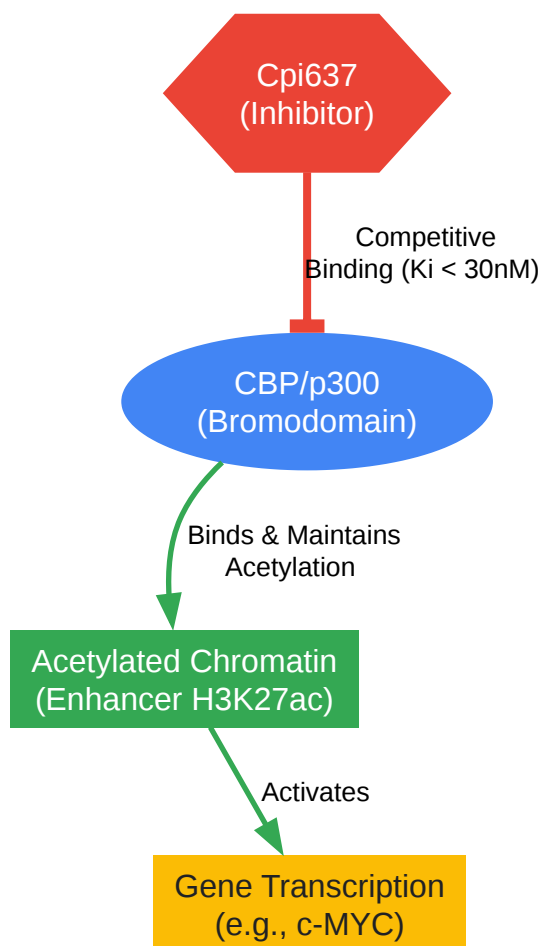 Cpi637
(Inhibitor)
Competitive
Binding (Ki < 30nM)
CBP/p300
(Bromodomain)
Binds & Maintains
Acetylation
Acetylated Chromatin
(Enhancer H3K27ac)
Activates
Gene Transcription
(e.g., c-MYC)